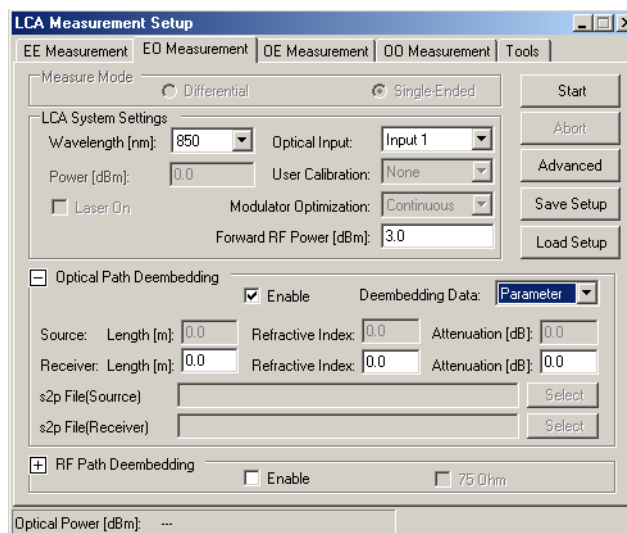 LCA Measurement Setup
EE Measurement EO Measurement OE Measurement OO Measurement Tools
Measure Mode
Differential Single-Ended Start
LCA System Settings Abort
Wavelength [nm]: 850 Optical Input: Input 1
Power [dBm]: 0.0 User Calibration: None Advanced
Laser On Modulator Optimization: Continuous Save Setup
Forward RF Power [dBm]: 3.0 Load Setup
Optical Path Deembedding
Enable Deembedding Data: Parameter
Source: Length [m]: 0.0 Refractive Index: 0.0 Attenuation [dB]: 0.0
Receiver: Length [m]: 0.0 Refractive Index: 0.0 Attenuation [dB]: 0.0
s2p File(Sourrce) Select
s2p File(Receiver) Select
RF Path Deembedding
Enable 75 Ohm
Optical Power [dBm]: ---